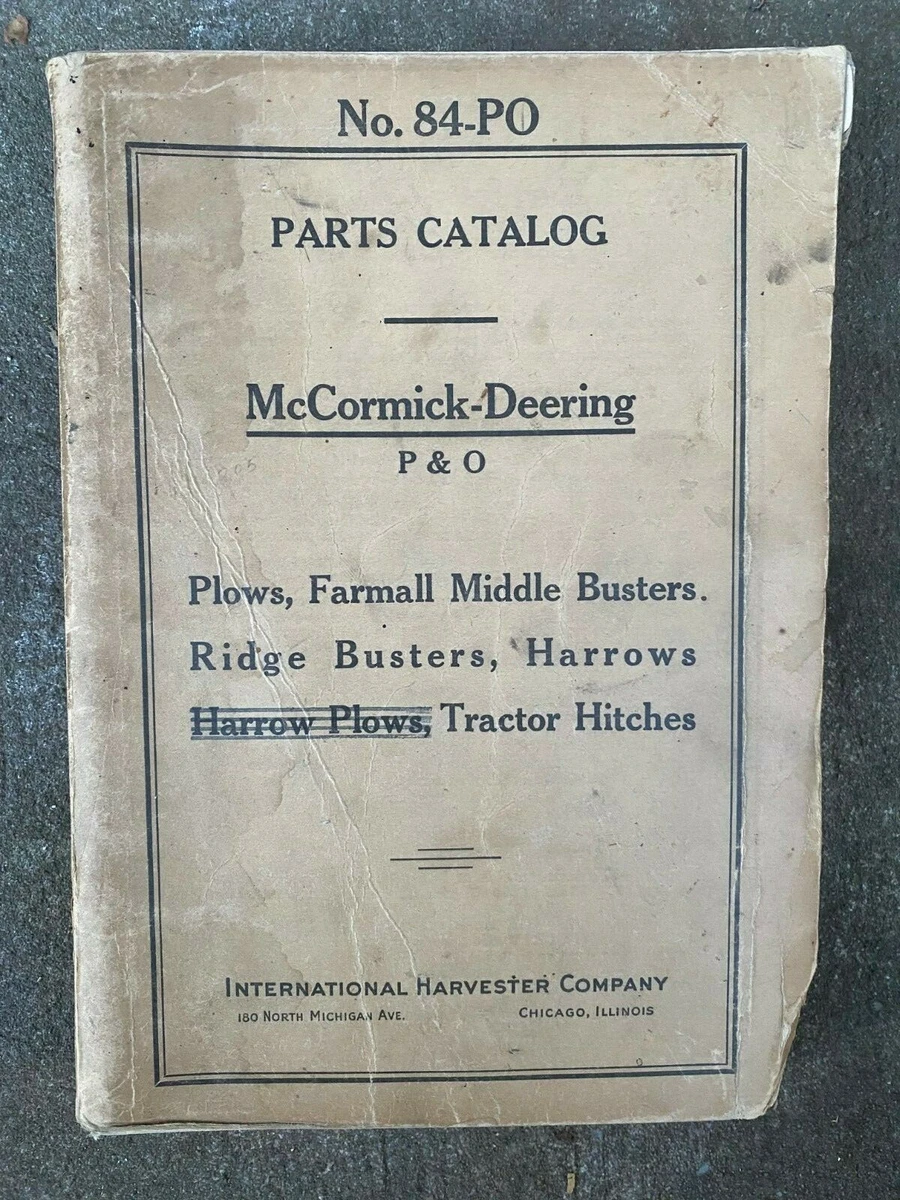 No. 84-PO
PARTS CATALOG
McCormick-Deering
P & O
Plows, Farmall Middle Busters.
Ridge Busters, Harrows
Harrow Plows, Tractor Hitches
INTERNATIONAL HARVESTER COMPANY
180 NORTH MICHIGAN AVE. CHICAGO, ILLINOIS